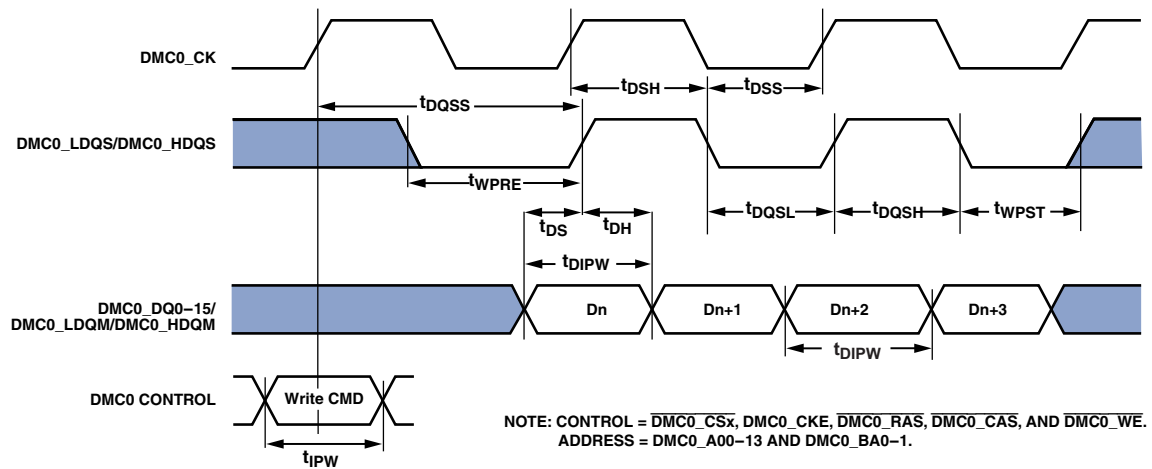 DMC0_CK
tDSH
tDSS
tDQSS
DMC0_LDQS/DMC0_HDQS
tWPRE
tDQSL
tDQSH
tWPST
tDS
tDH
tDIPW
DMC0_DQ0–15/
DMC0_LDQM/DMC0_HDQM
Dn
Dn+1
Dn+2
Dn+3
tDIPW
DMC0 CONTROL
Write CMD
tIPW
NOTE: CONTROL = DMC0_CSx, DMC0_CKE, DMC0_RAS, DMC0_CAS, AND DMC0_WE.
ADDRESS = DMC0_A00–13 AND DMC0_BA0-1.